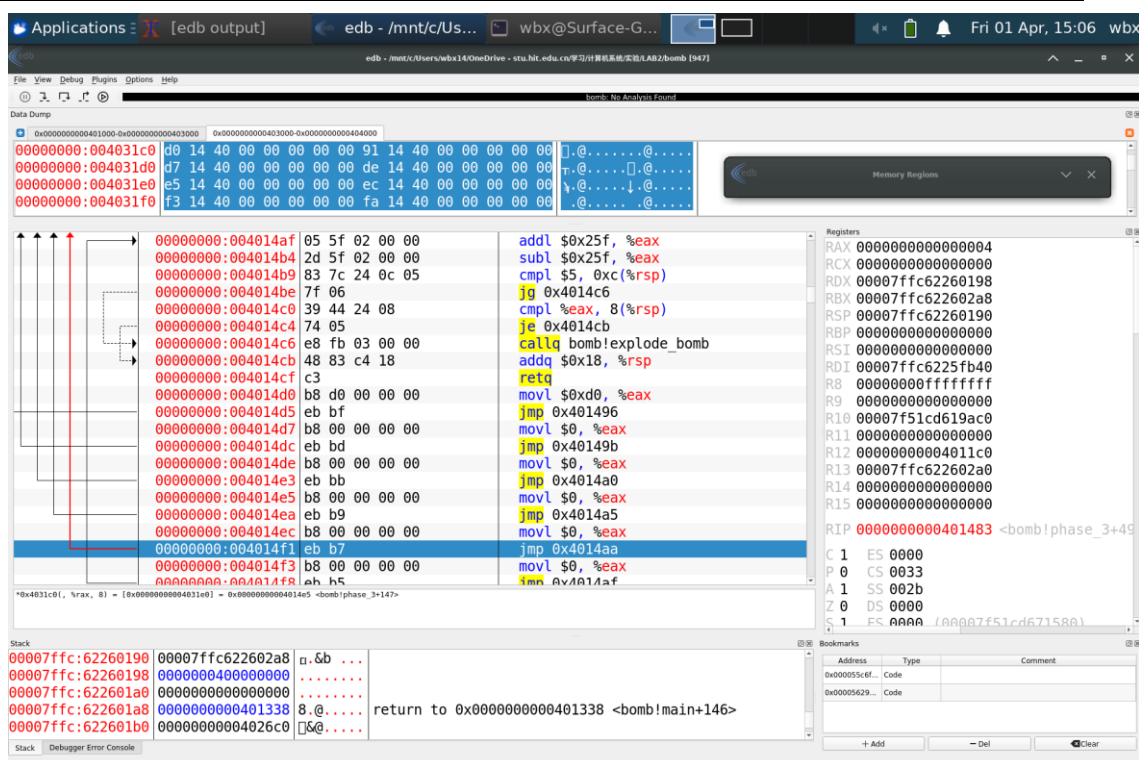 Applications [edb output] edb - /mnt/c/Us... wbx@Surface-G... Fri 01 Apr, 15:06 wbx
edb edb - /mnt/c/Users/wbx14/OneDrive - stu.hit.edu.cn/学习/计算机系统/实验/LAB2/bomb [947]
File View Debug Plugins Options Help
bomb: No Analysis Found
Data Dump
0x0000000000401000-0x0000000000403000 0x0000000000403000-0x0000000000404000
00000000:004031c0 d0 14 40 00 00 00 00 00 91 14 40 00 00 00 00 00 .@.......@.....
00000000:004031d0 d7 14 40 00 00 00 00 00 de 14 40 00 00 00 00 00 .@......@.....
00000000:004031e0 e5 14 40 00 00 00 00 00 ec 14 40 00 00 00 00 00 .@.....↓.@.....
00000000:004031f0 f3 14 40 00 00 00 00 00 fa 14 40 00 00 00 00 00 .@..... .@.....
edb Memory Regions
00000000:004014af 05 5f 02 00 00 addl $0x25f, %eax
00000000:004014b4 2d 5f 02 00 00 subl $0x25f, %eax
00000000:004014b9 83 7c 24 0c 05 cmpl $5, 0xc(%rsp)
00000000:004014be 7f 06 jg 0x4014c6
00000000:004014c0 39 44 24 08 cmpl %eax, 8(%rsp)
00000000:004014c4 74 05 je 0x4014cb
00000000:004014c6 e8 fb 03 00 00 callq bomb!explode_bomb
00000000:004014cb 48 83 c4 18 addq $0x18, %rsp
00000000:004014cf c3 retq
00000000:004014d0 b8 d0 00 00 00 movl $0xd0, %eax
00000000:004014d5 eb bf jmp 0x401496
00000000:004014d7 b8 00 00 00 00 movl $0, %eax
00000000:004014dc eb bd jmp 0x40149b
00000000:004014de b8 00 00 00 00 movl $0, %eax
00000000:004014e3 eb bb jmp 0x4014a0
00000000:004014e5 b8 00 00 00 00 movl $0, %eax
00000000:004014ea eb b9 jmp 0x4014a5
00000000:004014ec b8 00 00 00 00 movl $0, %eax
00000000:004014f1 eb b7 jmp 0x4014aa
00000000:004014f3 b8 00 00 00 00 movl $0, %eax
00000000:004014f8 eb b5 jmp 0x4014af
*0x4031c0(, %rax, 8) = [0x00000000004031e0] = 0x00000000004014e5 <bomb!phase_3+147>
Registers
RAX 0000000000000004
RCX 0000000000000000
RDX 00007ffc62260198
RBX 00007ffc622602a8
RSP 00007ffc62260190
RBP 0000000000000000
RSI 0000000000000000
RDI 00007ffc6225fb40
R8 00000000ffffffff
R9 0000000000000000
R10 00007f51cd619ac0
R11 0000000000000000
R12 00000000004011c0
R13 00007ffc622602a0
R14 0000000000000000
R15 0000000000000000
RIP 0000000000401483 <bomb!phase_3+49
C 1 ES 0000
P 0 CS 0033
A 1 SS 002b
Z 0 DS 0000
S 1 FS 0000 (00007f51cd671580)
Stack
00007ffc:62260190 00007ffc622602a8 .&b ...
00007ffc:62260198 0000000400000000 ........
00007ffc:622601a0 0000000000000000 ........
00007ffc:622601a8 0000000000401338 8.@..... return to 0x0000000000401338 <bomb!main+146>
00007ffc:622601b0 00000000004026c0 &@.....
Stack Debugger Error Console
Bookmarks
Address Type Comment
0x000055c6f... Code
0x00005629... Code
+ Add − Del Clear